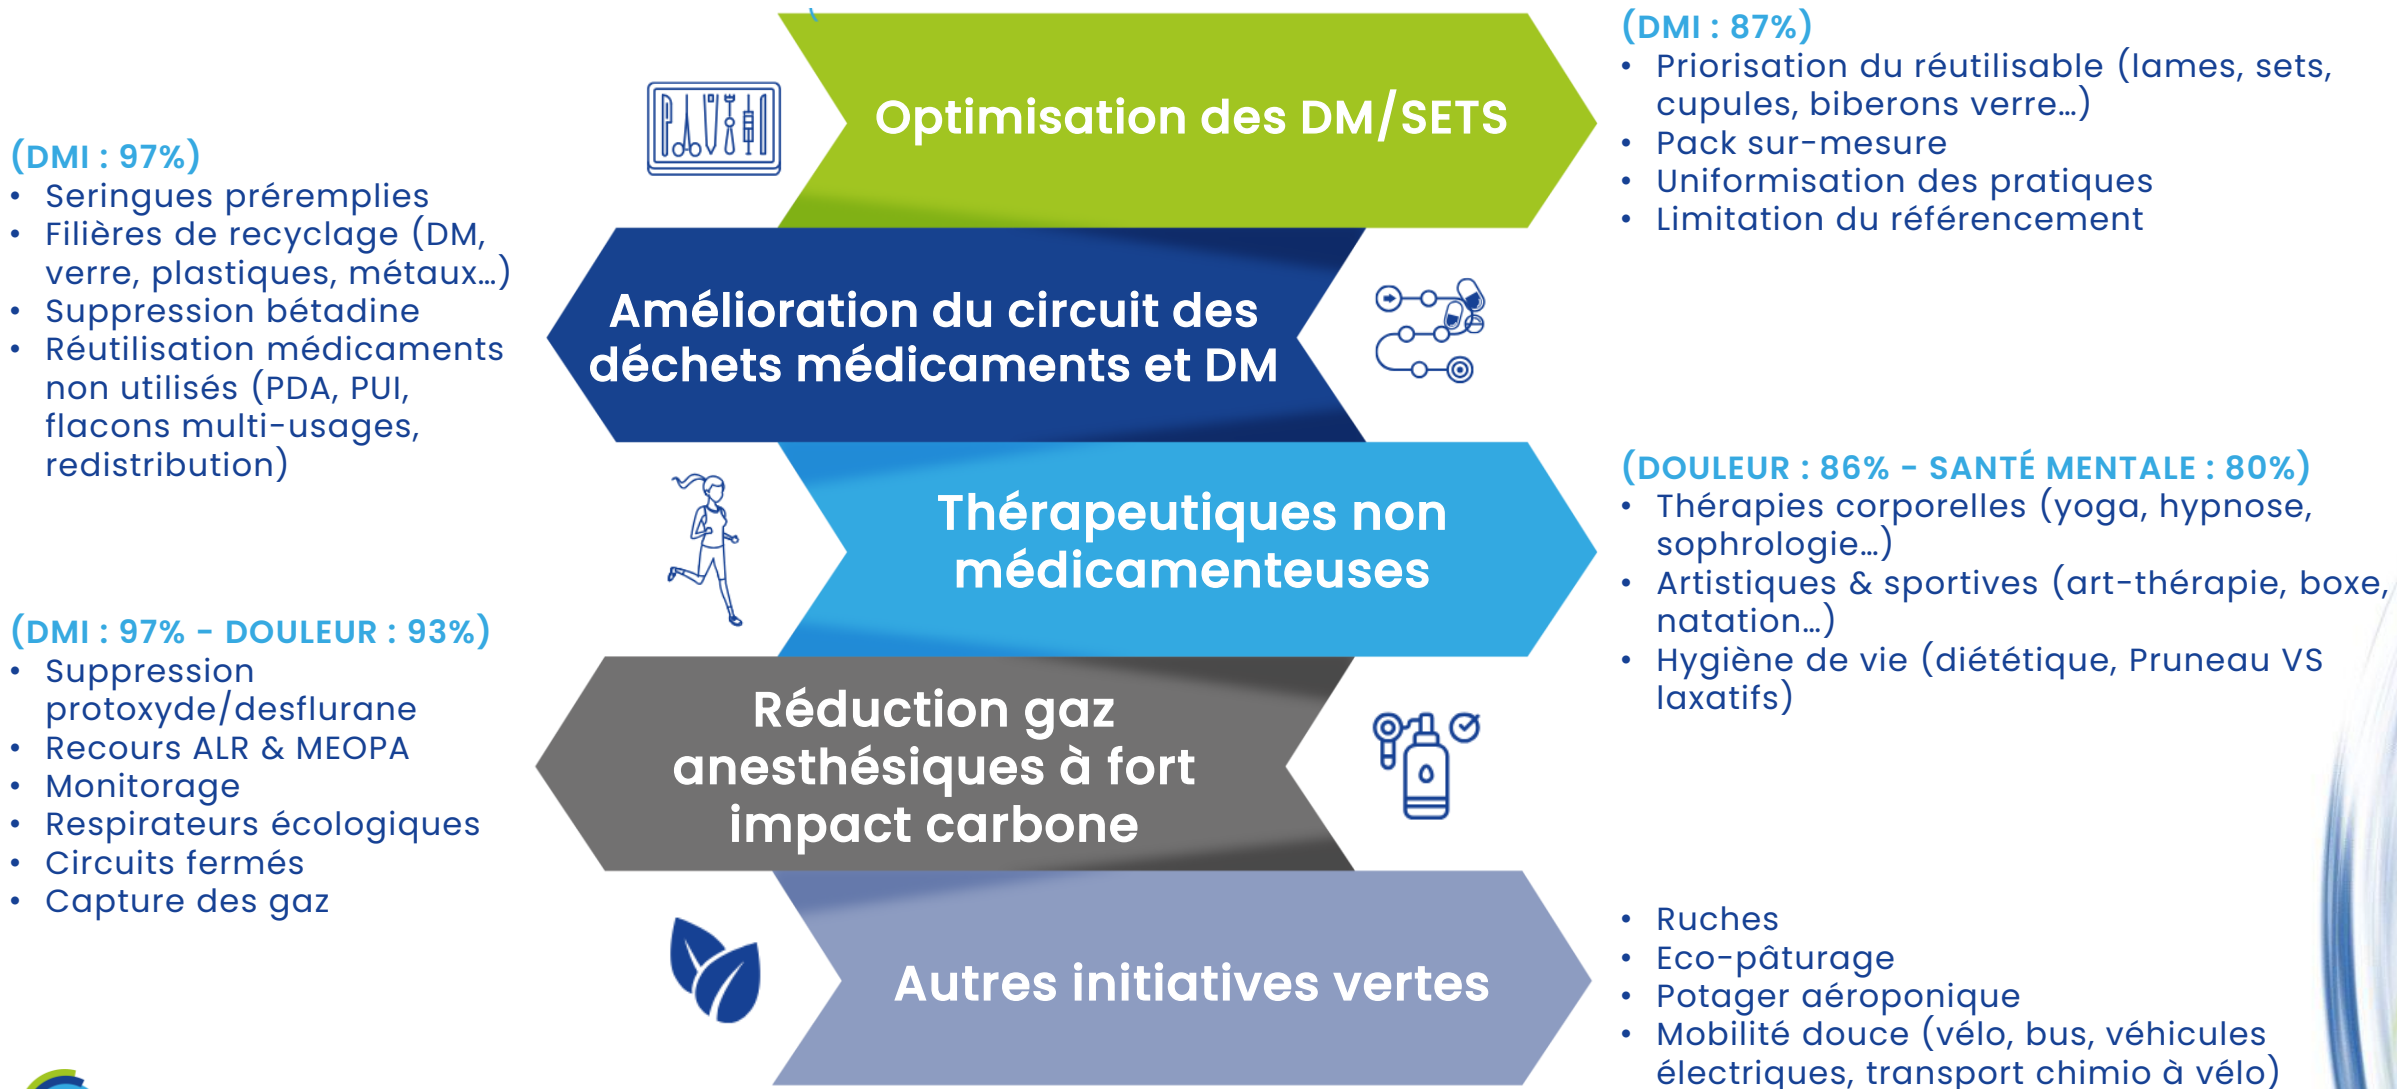 Optimisation des DM/SETS
(DMI : 87%)
• Priorisation du réutilisable (lames, sets,
cupules, biberons verre…)
• Pack sur-mesure
• Uniformisation des pratiques
• Limitation du référencement
(DMI : 97%)
• Seringues préremplies
• Filières de recyclage (DM,
verre, plastiques, métaux…)
• Suppression bétadine
• Réutilisation médicaments
non utilisés (PDA, PUI,
flacons multi-usages,
redistribution)
Amélioration du circuit des
déchets médicaments et DM
Thérapeutiques non
médicamenteuses
(DOULEUR : 86% - SANTÉ MENTALE : 80%)
• Thérapies corporelles (yoga, hypnose,
sophrologie…)
• Artistiques & sportives (art-thérapie, boxe,
natation…)
• Hygiène de vie (diététique, Pruneau VS
laxatifs)
(DMI : 97% - DOULEUR : 93%)
• Suppression
protoxyde/desflurane
• Recours ALR & MEOPA
• Monitorage
• Respirateurs écologiques
• Circuits fermés
• Capture des gaz
Réduction gaz
anesthésiques à fort
impact carbone
Autres initiatives vertes
• Ruches
• Eco-pâturage
• Potager aéroponique
• Mobilité douce (vélo, bus, véhicules
électriques, transport chimio à vélo)